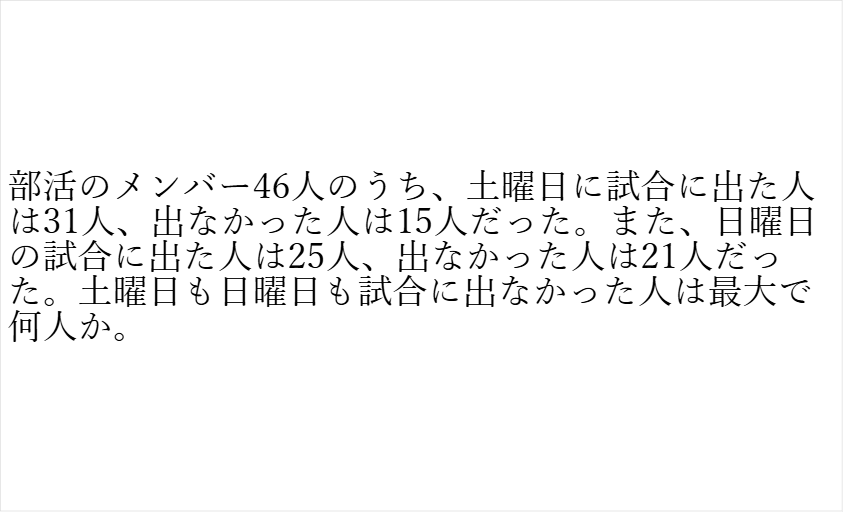 部活のメンバー46人のうち、土曜日に試合に出た人
は31人、出なかった人は15人だった。また、日曜日
の試合に出た人は25人、出なかった人は21人だっ
た。土曜日も日曜日も試合に出なかった人は最大で
何人か。